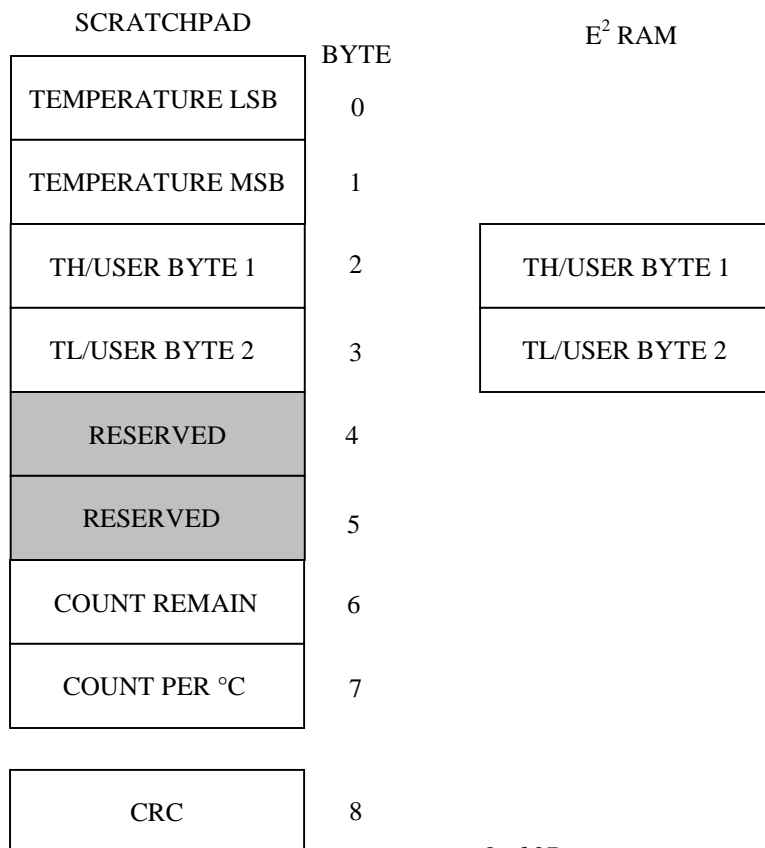 SCRATCHPAD
BYTE
E² RAM
TEMPERATURE LSB 0
TEMPERATURE MSB 1
TH/USER BYTE 1 2 TH/USER BYTE 1
TL/USER BYTE 2 3 TL/USER BYTE 2
RESERVED 4
RESERVED 5
COUNT REMAIN 6
COUNT PER °C 7
CRC 8